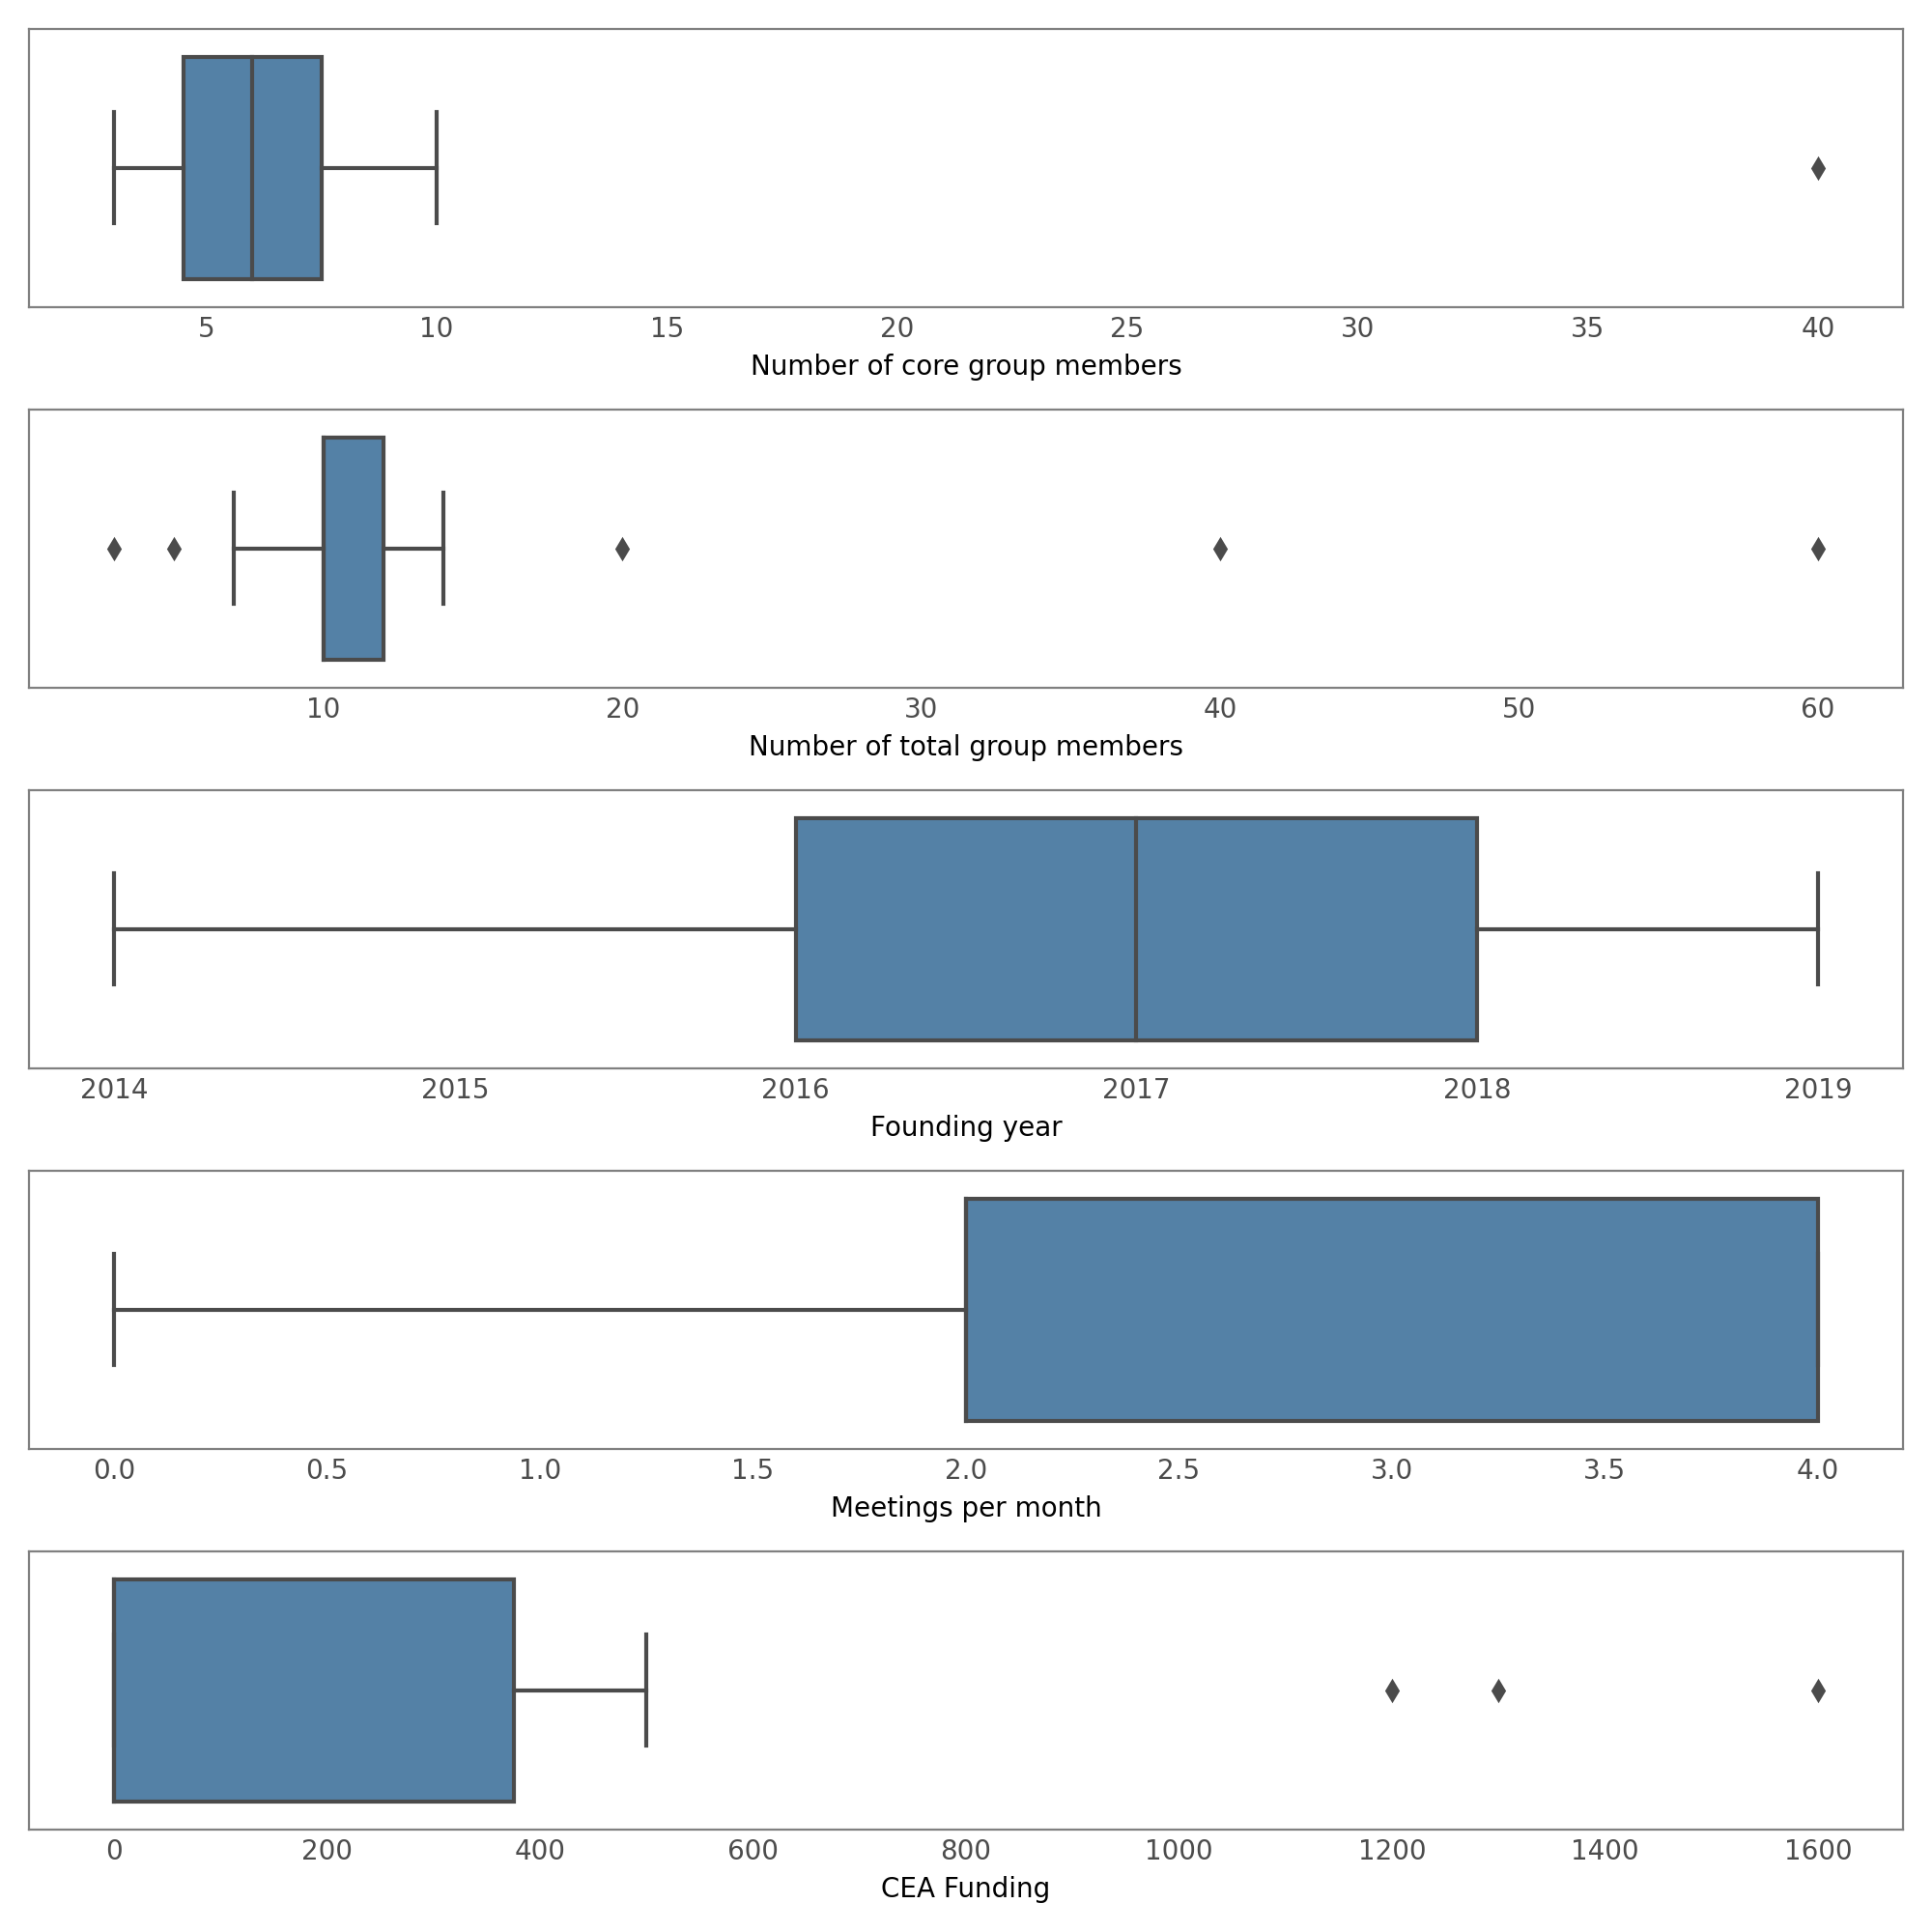 5 10 15 20 25 30 35 40
Number of core group members
10 20 30 40 50 60
Number of total group members
2014 2015 2016 2017 2018 2019
Founding year
0.0 0.5 1.0 1.5 2.0 2.5 3.0 3.5 4.0
Meetings per month
0 200 400 600 800 1000 1200 1400 1600
CEA Funding